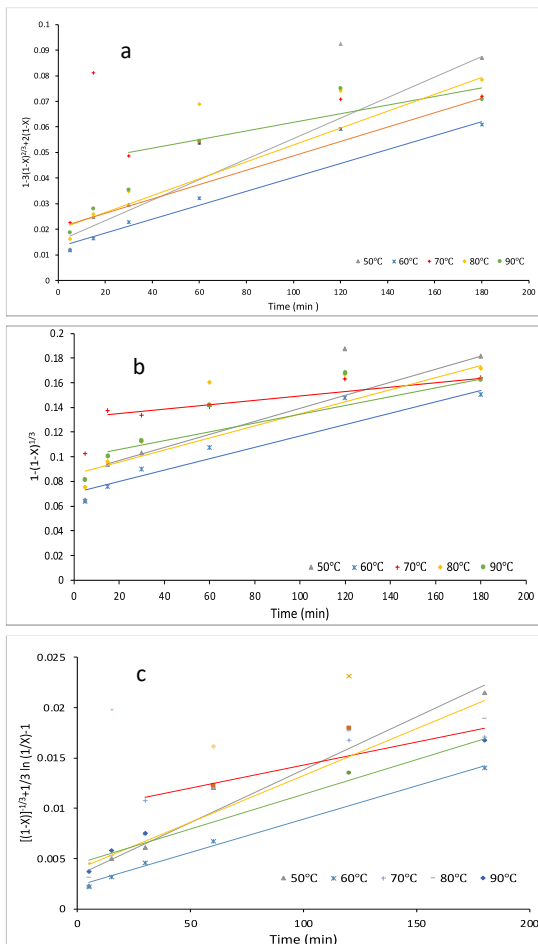 a
0.1
0.09
0.08
0.07
0.06
0.05
0.04
0.03
0.02
0.01
0
1-3(1-X)2/3+2(1-X)
0 20 40 60 80 100 120 140 160 180 200
Time (min )
50℃ 60℃ 70℃ 80℃ 90℃
b
0.2
0.18
0.16
0.14
0.12
0.1
0.08
0.06
0.04
0.02
0
1-(1-X)1/3
0 20 40 60 80 100 120 140 160 180 200
Time (min)
50℃ 60℃ 70℃ 80℃ 90℃
c
0.025
0.02
0.015
0.01
0.005
0
[(1-X)]-1/3+1/3 ln (1/X)-1
0 50 100 150 200
Time (min)
50℃ 60℃ 70℃ 80℃ 90℃